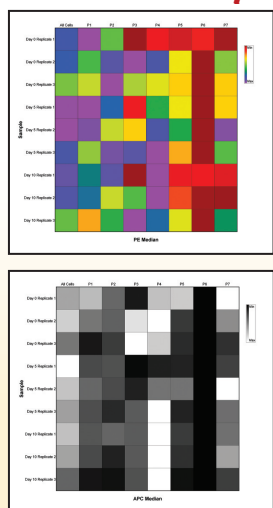 All Cells P1 P2 P3 P4 P5 P6 P7
Day 0 Replicate 1
Day 0 Replicate 2
Day 0 Replicate 3
Day 5 Replicate 1
Day 5 Replicate 2
Day 5 Replicate 3
Day 10 Replicate 1
Day 10 Replicate 2
Day 10 Replicate 3
Sample
PE Median
All Cells P1 P2 P3 P4 P5 P6 P7
Day 0 Replicate 1
Day 0 Replicate 2
Day 0 Replicate 3
Day 5 Replicate 1
Day 5 Replicate 2
Day 5 Replicate 3
Day 10 Replicate 1
Day 10 Replicate 2
Day 10 Replicate 3
Sample
APC Median